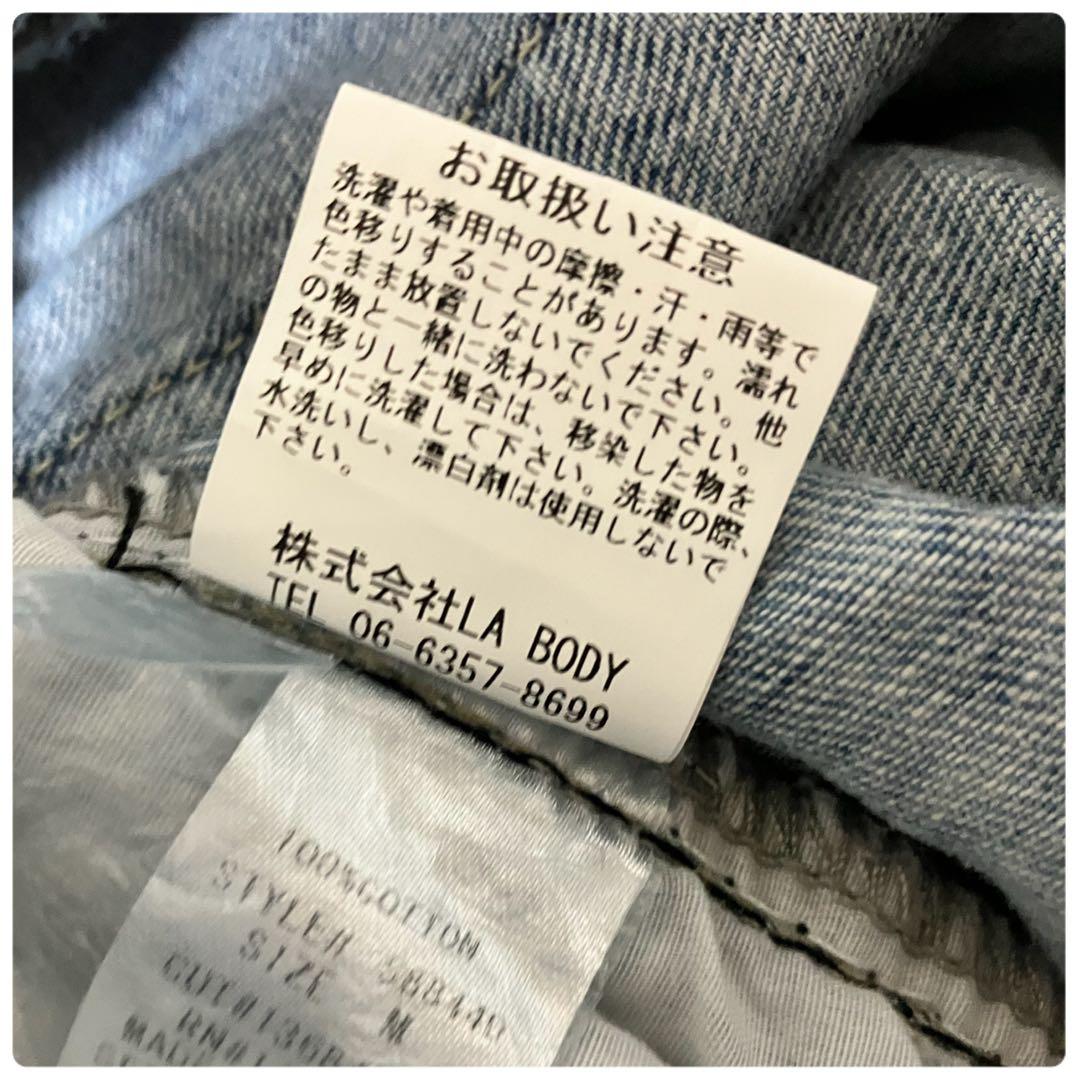 お取扱い注意
洗濯や着用中の摩擦・汗・雨等で
色移りすることがあります。濡れ
たまま放置しないでください。他
の物と一緒に洗わないで下さい。
色移りした場合は、移染した物を
早めに洗濯して下さい。洗濯の際、
水洗いし、漂白剤は使用しないで
下さい。
株式会社LA BODY
TEL 06-6357-8699
100%COTTON
SIZE M